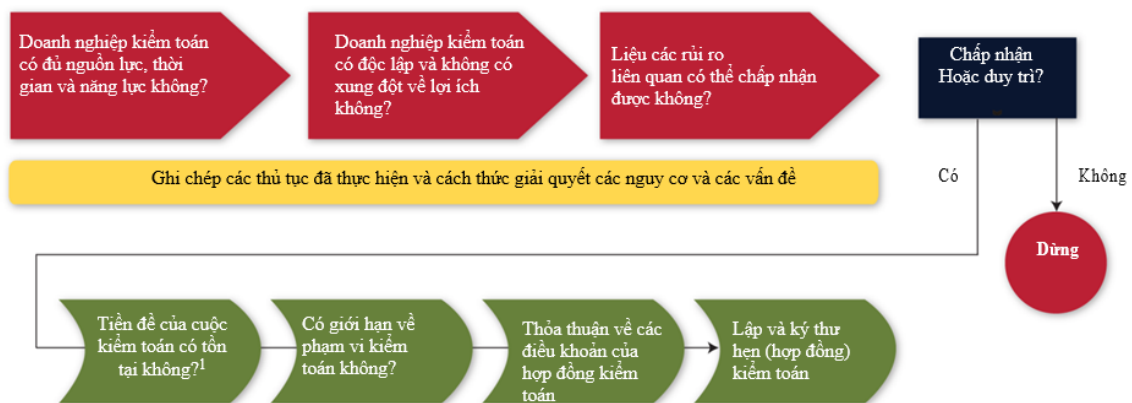 Doanh nghiệp kiểm toán
có đủ nguồn lực, thời
gian và năng lực không?
Doanh nghiệp kiểm toán
có độc lập và không có
xung đột về lợi ích
không?
Liệu các rủi ro
liên quan có thể chấp nhận
được không?
Chấp nhận
Hoặc duy trì?
Ghi chép các thủ tục đã thực hiện và cách thức giải quyết các nguy cơ và các vấn đề
Có
Không
Dừng
Tiền đề của cuộc
kiểm toán có tồn
tại không?1
Có giới hạn về
phạm vi kiểm
toán không?
Thỏa thuận về các
điều khoản của
hợp đồng kiểm
toán
Lập và ký thư
hẹn (hợp đồng)
kiểm toán